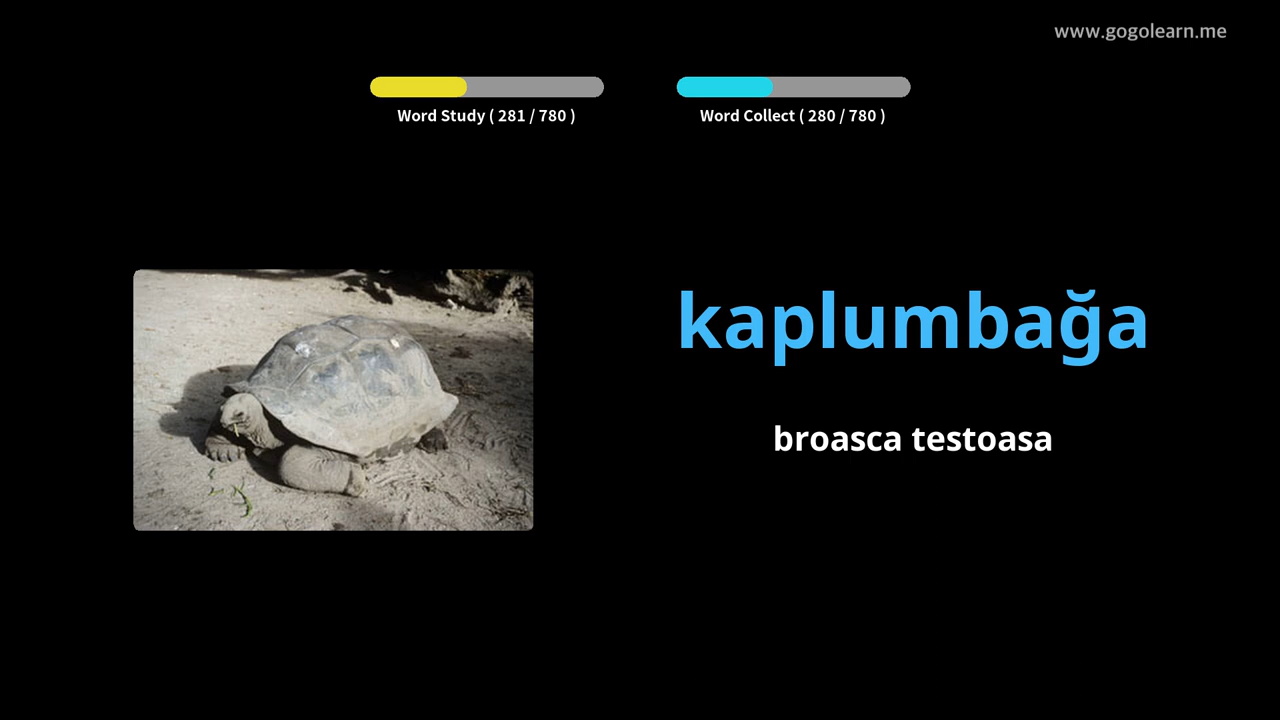 www.gogolearn.me
Word Study ( 281 / 780 )
Word Collect ( 280 / 780 )
kaplumbağa
broasca testoasa